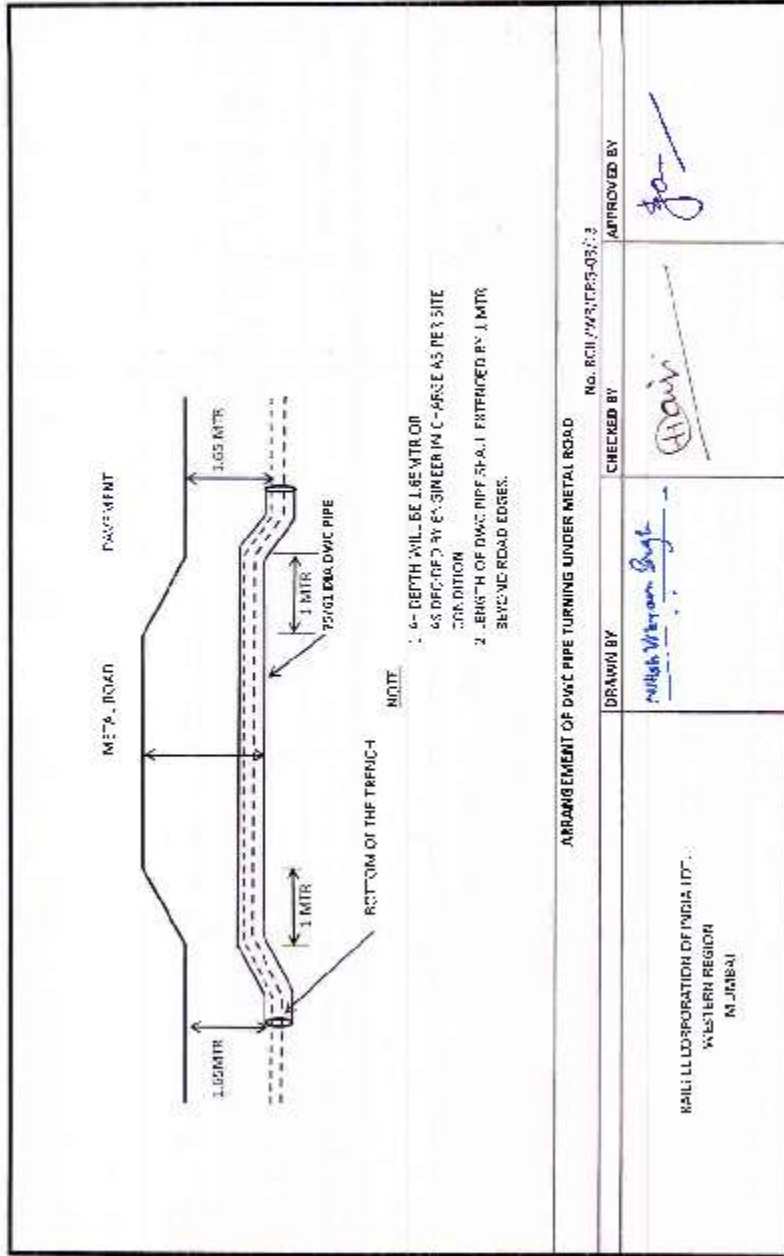 METAL ROAD
PAVEMENT
1.65MTR
1.65 MTR
1 MTR
1 MTR
75/61 DIA DWC PIPE
BOTTOM OF THE TRENCH
NOTE
1 DEPTH WILL BE 1.65 MTR OR
AS DECIDED BY ENGINEER IN CHARGE AS PER SITE
CONDITION
2 LENGTH OF DWC PIPE SHALL EXTENDED BY 1 MTR
BEYOND ROAD EDGES.
ARRANGEMENT OF DWC PIPE TURNING UNDER METAL ROAD
DRAWN BY
CHECKED BY
APPROVED BY
CORPORATION OF INDIA LTD.
WESTERN REGION
MUMBAI